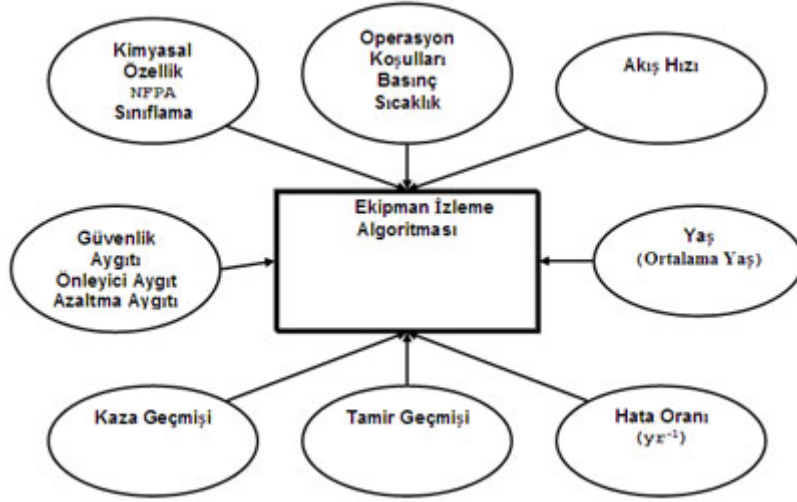 Kimyasal
Özellik
NFPA
Sınıflama
Operasyon
Koşulları
Basınç
Sıcaklık
Akış Hızı
Ekipman İzleme
Algoritması
Güvenlik
Aygıtı
Önleyici Aygıt
Azaltma Aygıtı
Yaş
(Ortalama Yaş)
Kaza Geçmişi
Tamir Geçmişi
Hata Oranı
(yr⁻¹)